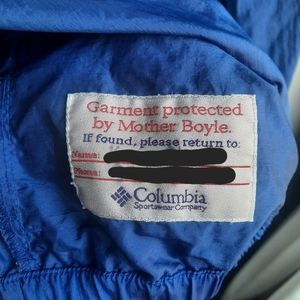 Garment protected
by Mother Boyle.
If found, please return to:
Name:
Phone:
Columbia
Sportswear Company